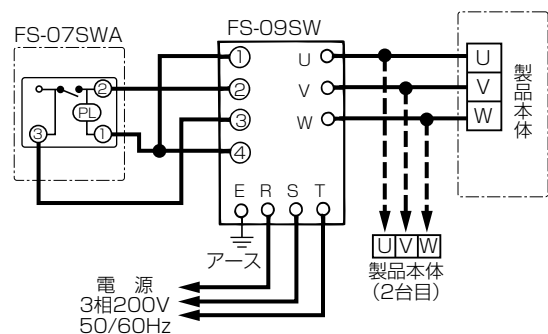 FS-07SWA
FS-09SW
②
PL
③
①
①
②
③
④
U
V
W
E R S T
アース
U
V
W
製品本体
U V W
製品本体
(2台目)
電 源
3相200V
50/60Hz